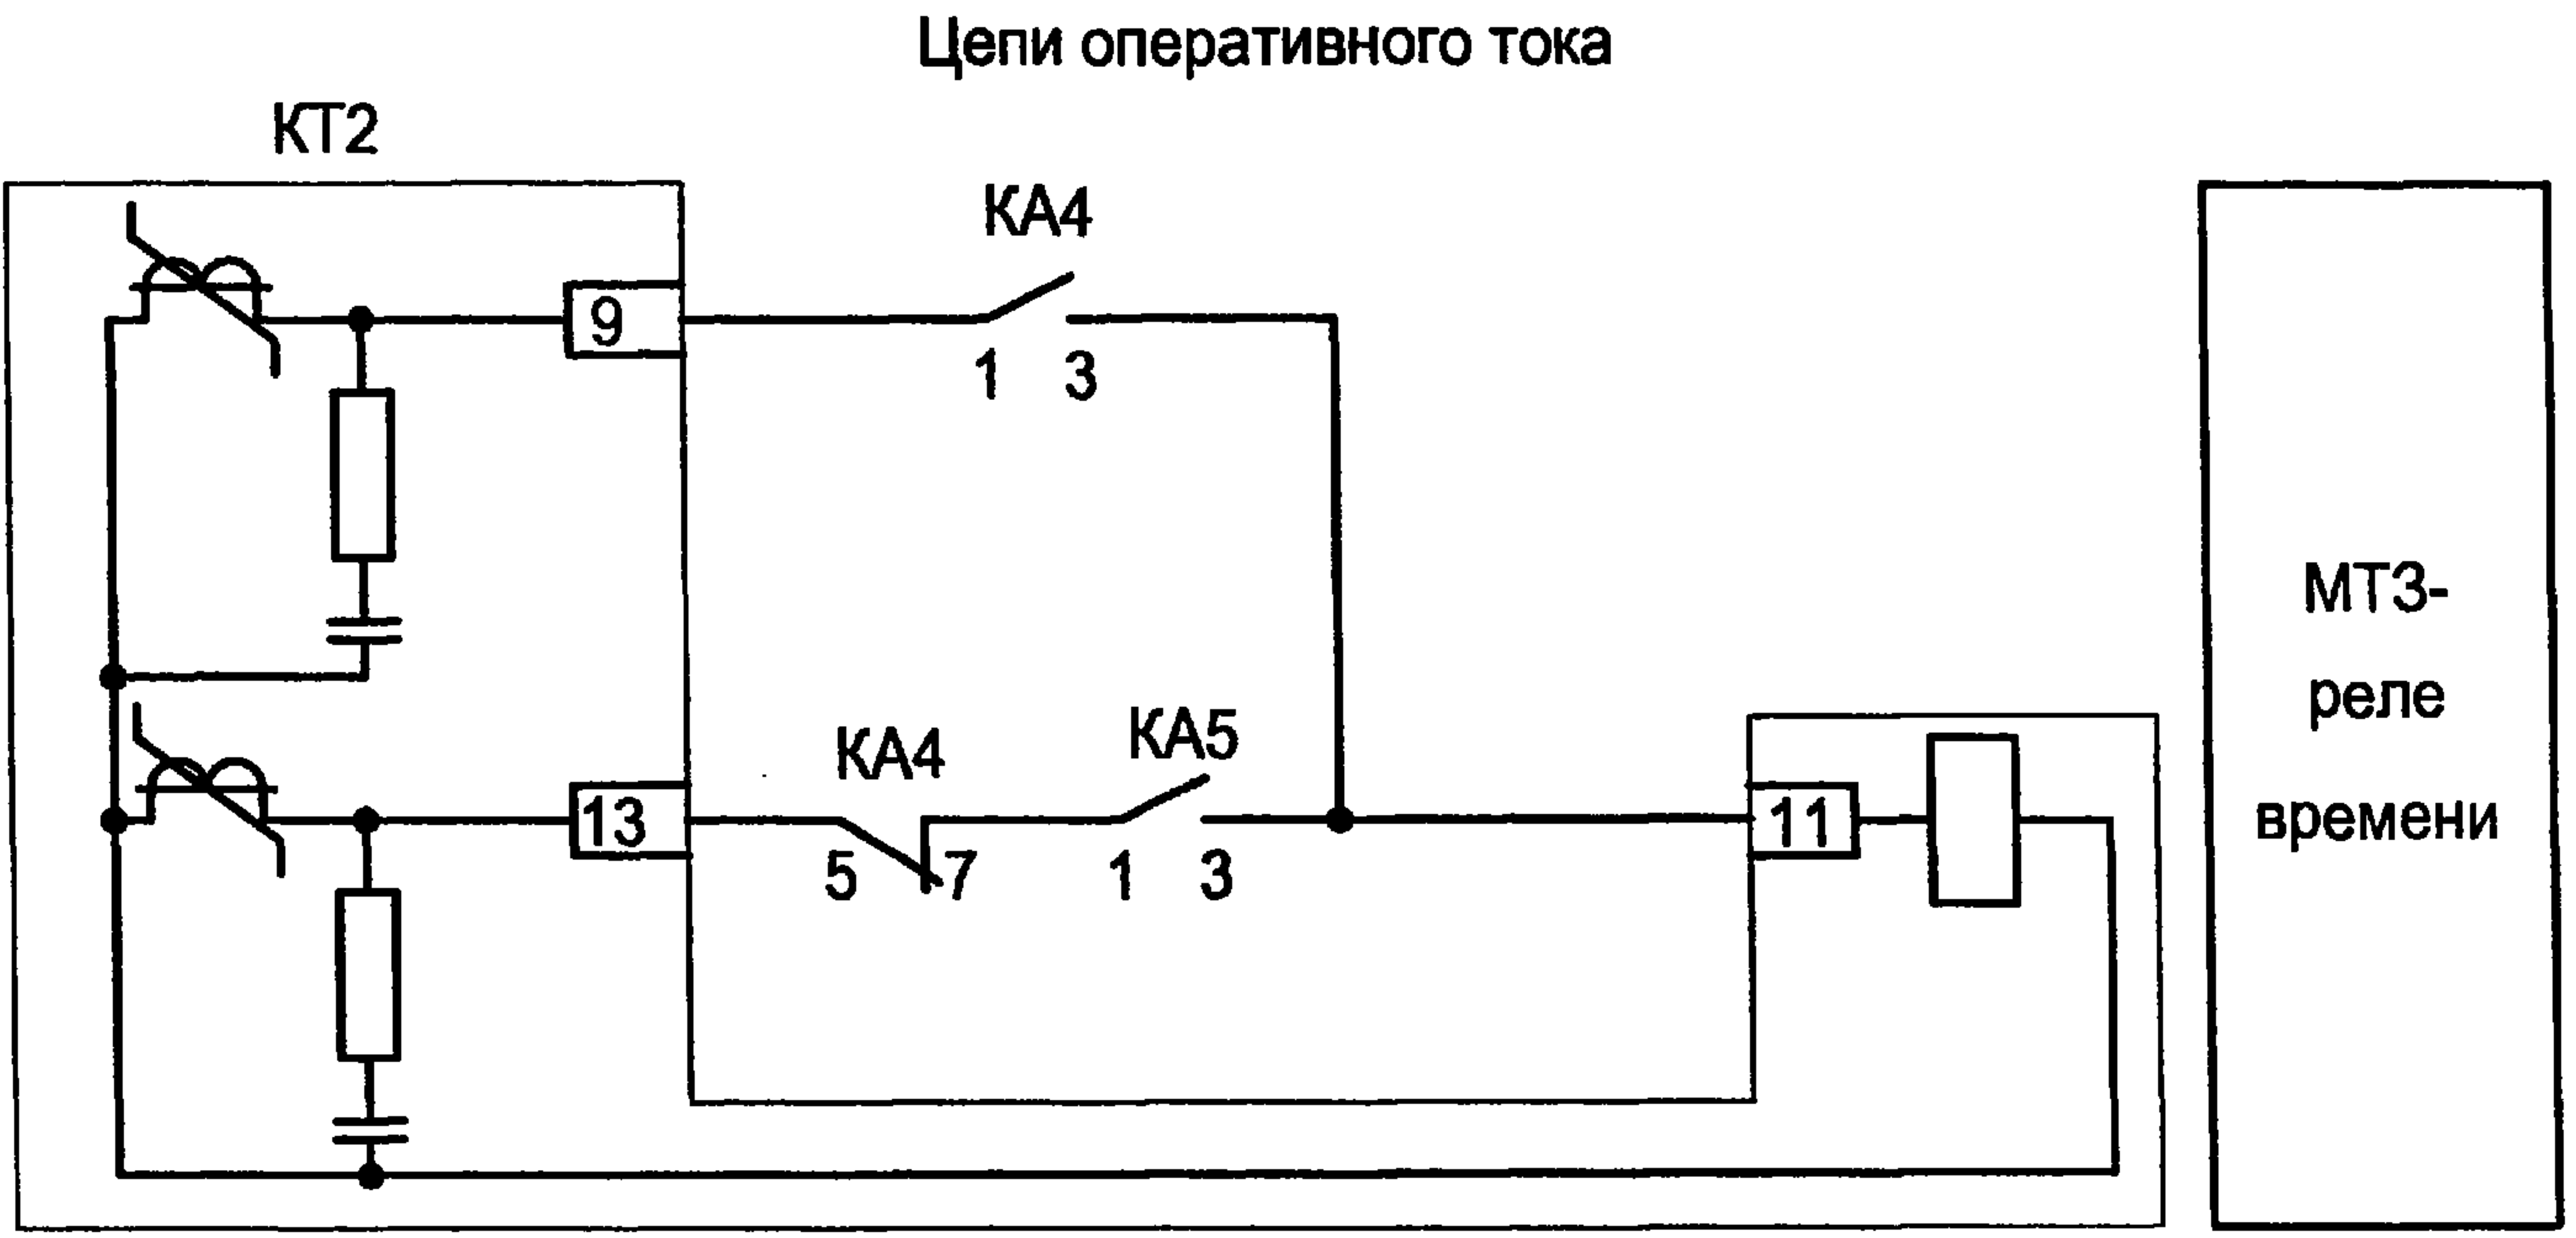 Цепи оперативного тока
КТ2
КА4
9
1 3
КА4
КА5
13
11
5 7
1 3
МТЗ-
реле
времени